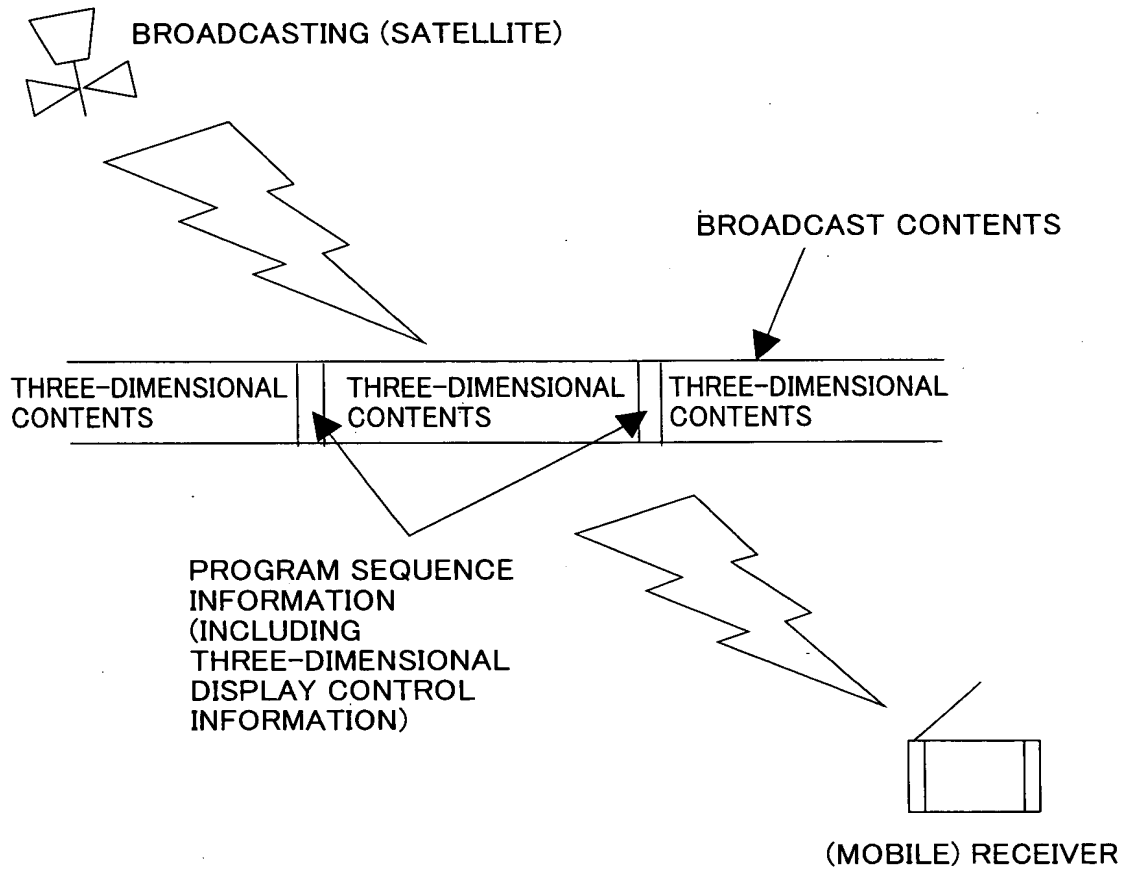 BROADCASTING (SATELLITE)
BROADCAST CONTENTS
THREE-DIMENSIONAL
CONTENTS
THREE-DIMENSIONAL
CONTENTS
THREE-DIMENSIONAL
CONTENTS
PROGRAM SEQUENCE
INFORMATION
(INCLUDING
THREE-DIMENSIONAL
DISPLAY CONTROL
INFORMATION)
(MOBILE) RECEIVER